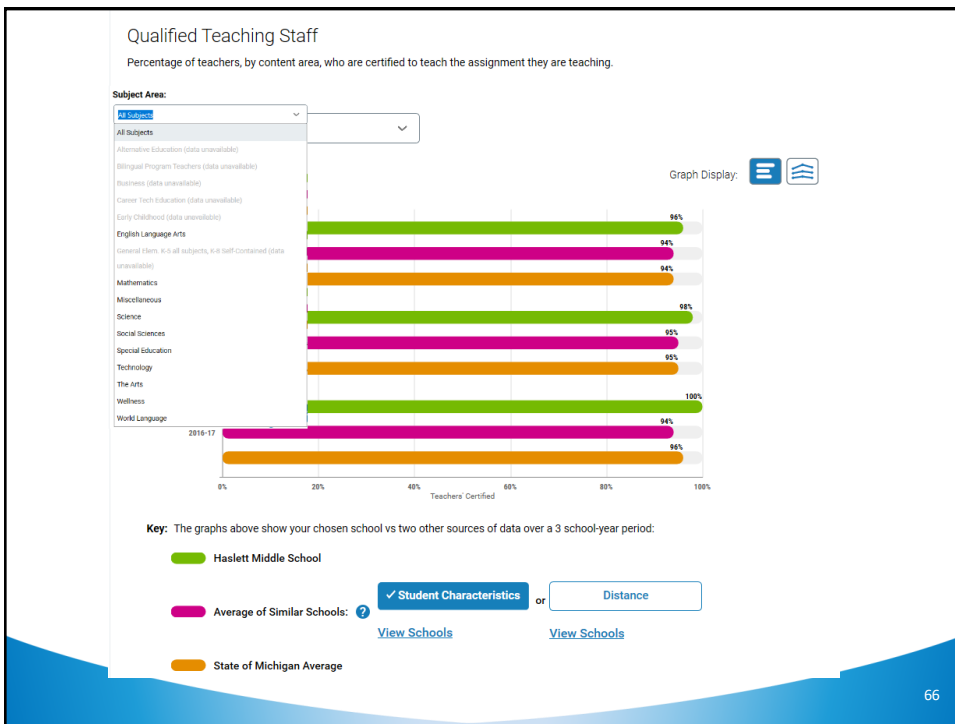 Qualified Teaching Staff
Percentage of teachers, by content area, who are certified to teach the assignment they are teaching.
Subject Area:
All Subjects
All Subjects
Alternative Education (data unavailable)
Bilingual Program Teachers (data unavailable)
Business (data unavailable)
Career Tech Education (data unavailable)
Early Childhood (data unavailable)
English Language Arts
General Elem. K-5 all subjects, K-8 Self-Contained (data
unavailable)
Mathematics
Miscellaneous
Science
Social Sciences
Special Education
Technology
The Arts
Wellness
World Language
Graph Display:
96%
94%
94%
98%
95%
95%
100%
94%
2016-17
96%
0% 20% 40% 60% 80% 100%
Teachers' Certified
Key: The graphs above show your chosen school vs two other sources of data over a 3 school-year period:
Haslett Middle School
Average of Similar Schools: ? ✓ Student Characteristics or Distance
View Schools View Schools
State of Michigan Average
66